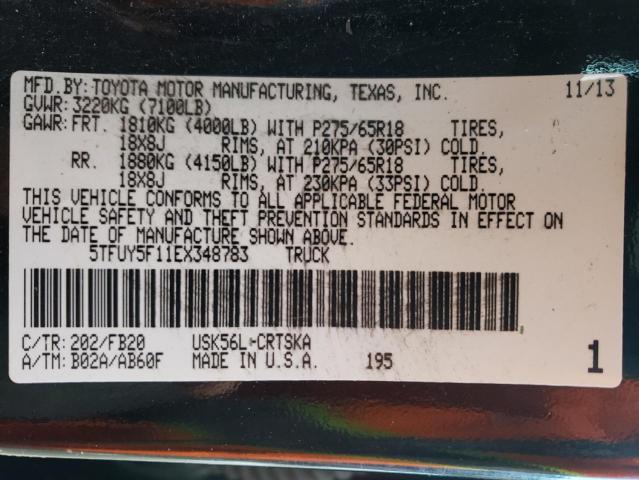 MFD.BY:TOYOTA MOTOR MANUFACTURING, TEXAS, INC. 11/13
GVWR:3220KG (7100LB)
GAWR:FRT. 1810KG (4000LB) WITH P275/65R18 TIRES,
18X8J RIMS, AT 210KPA (30PSI) COLD.
RR. 1880KG (4150LB) WITH P275/65R18 TIRES,
18X8J RIMS, AT 230KPA (33PSI) COLD.
THIS VEHICLE CONFORMS TO ALL APPLICABLE FEDERAL MOTOR
VEHICLE SAFETY AND THEFT PREVENTION STANDARDS IN EFFECT ON
THE DATE OF MANUFACTURE SHOWN ABOVE.
5TFUY5F11EX348783 TRUCK
C/TR:202/FB20 USK56L-CRTSKA
A/TM:B02A/AB60F MADE IN U.S.A. 195 1